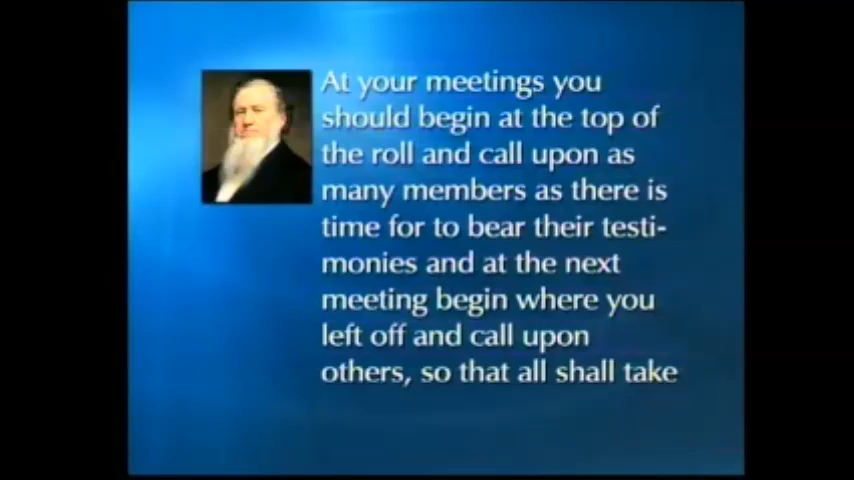 At your meetings you
should begin at the top of
the roll and call upon as
many members as there is
time for to bear their testi-
monies and at the next
meeting begin where you
left off and call upon
others, so that all shall take